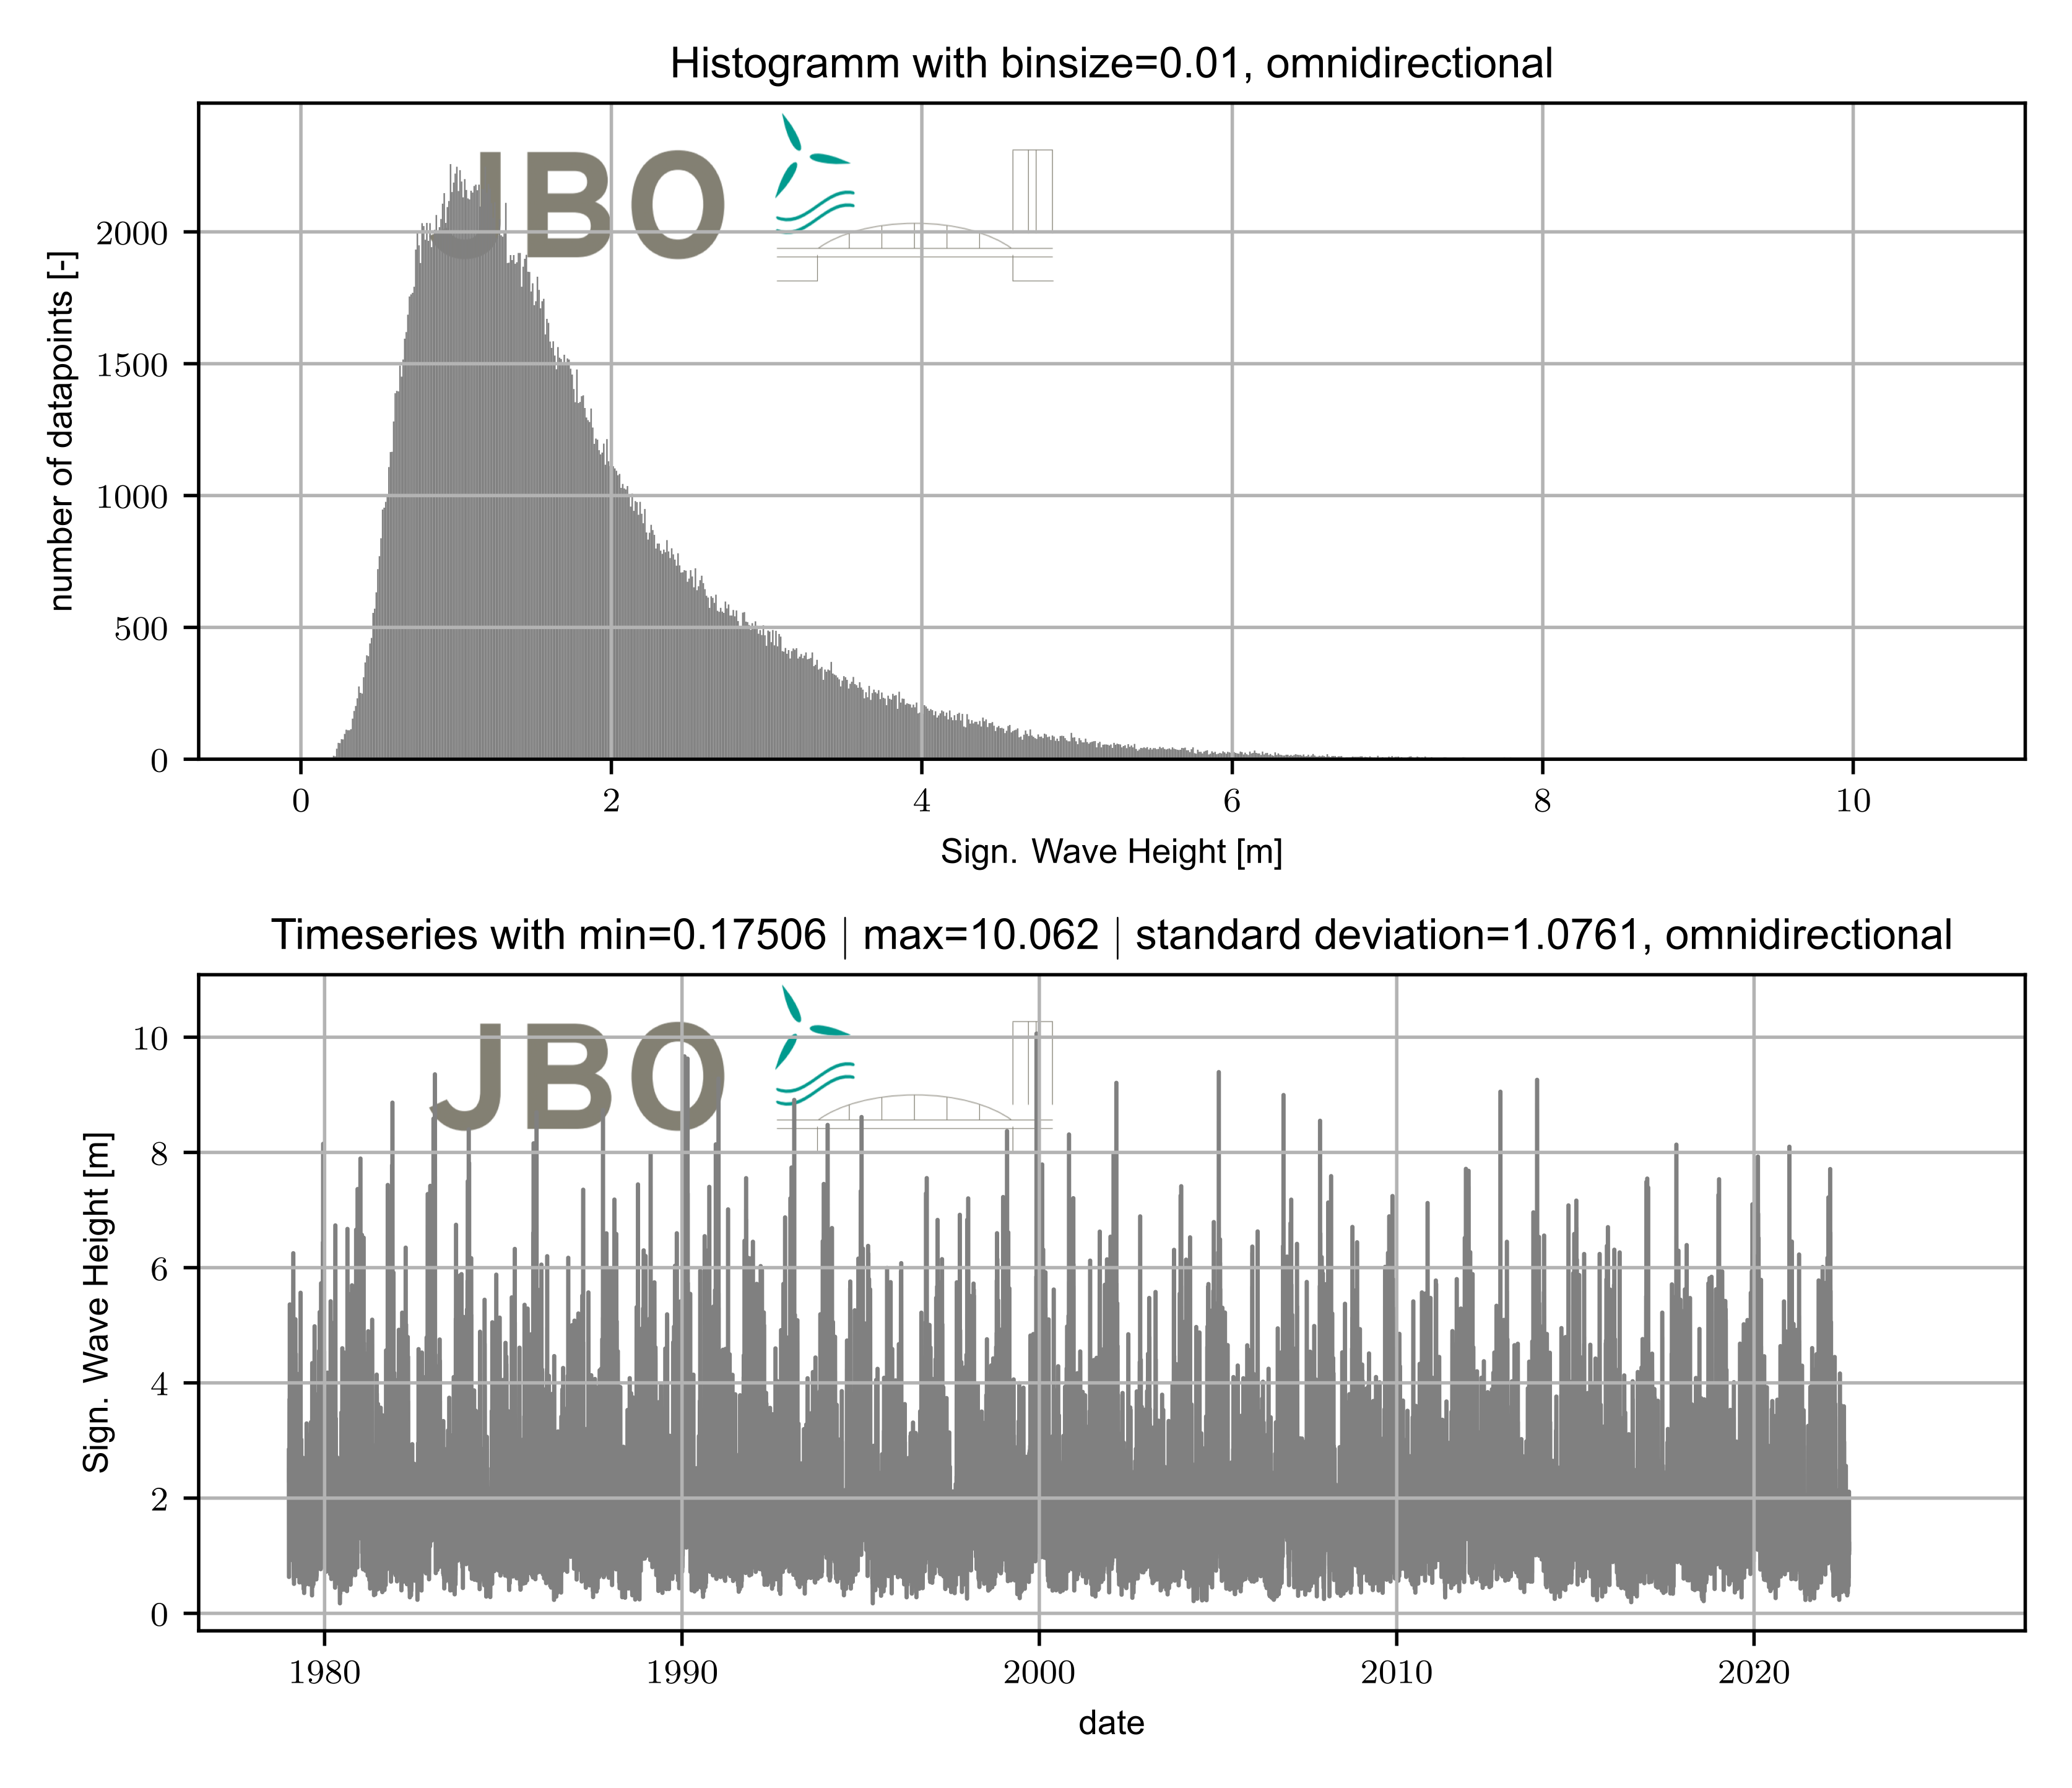 Histogramm with binsize=0.01, omnidirectional
JBO
2000
1500
1000
500
0
number of datapoints [-]
0 2 4 6 8 10
Sign. Wave Height [m]
Timeseries with min=0.17506 | max=10.062 | standard deviation=1.0761, omnidirectional
JBO
10
8
6
4
2
0
Sign. Wave Height [m]
1980 1990 2000 2010 2020
date